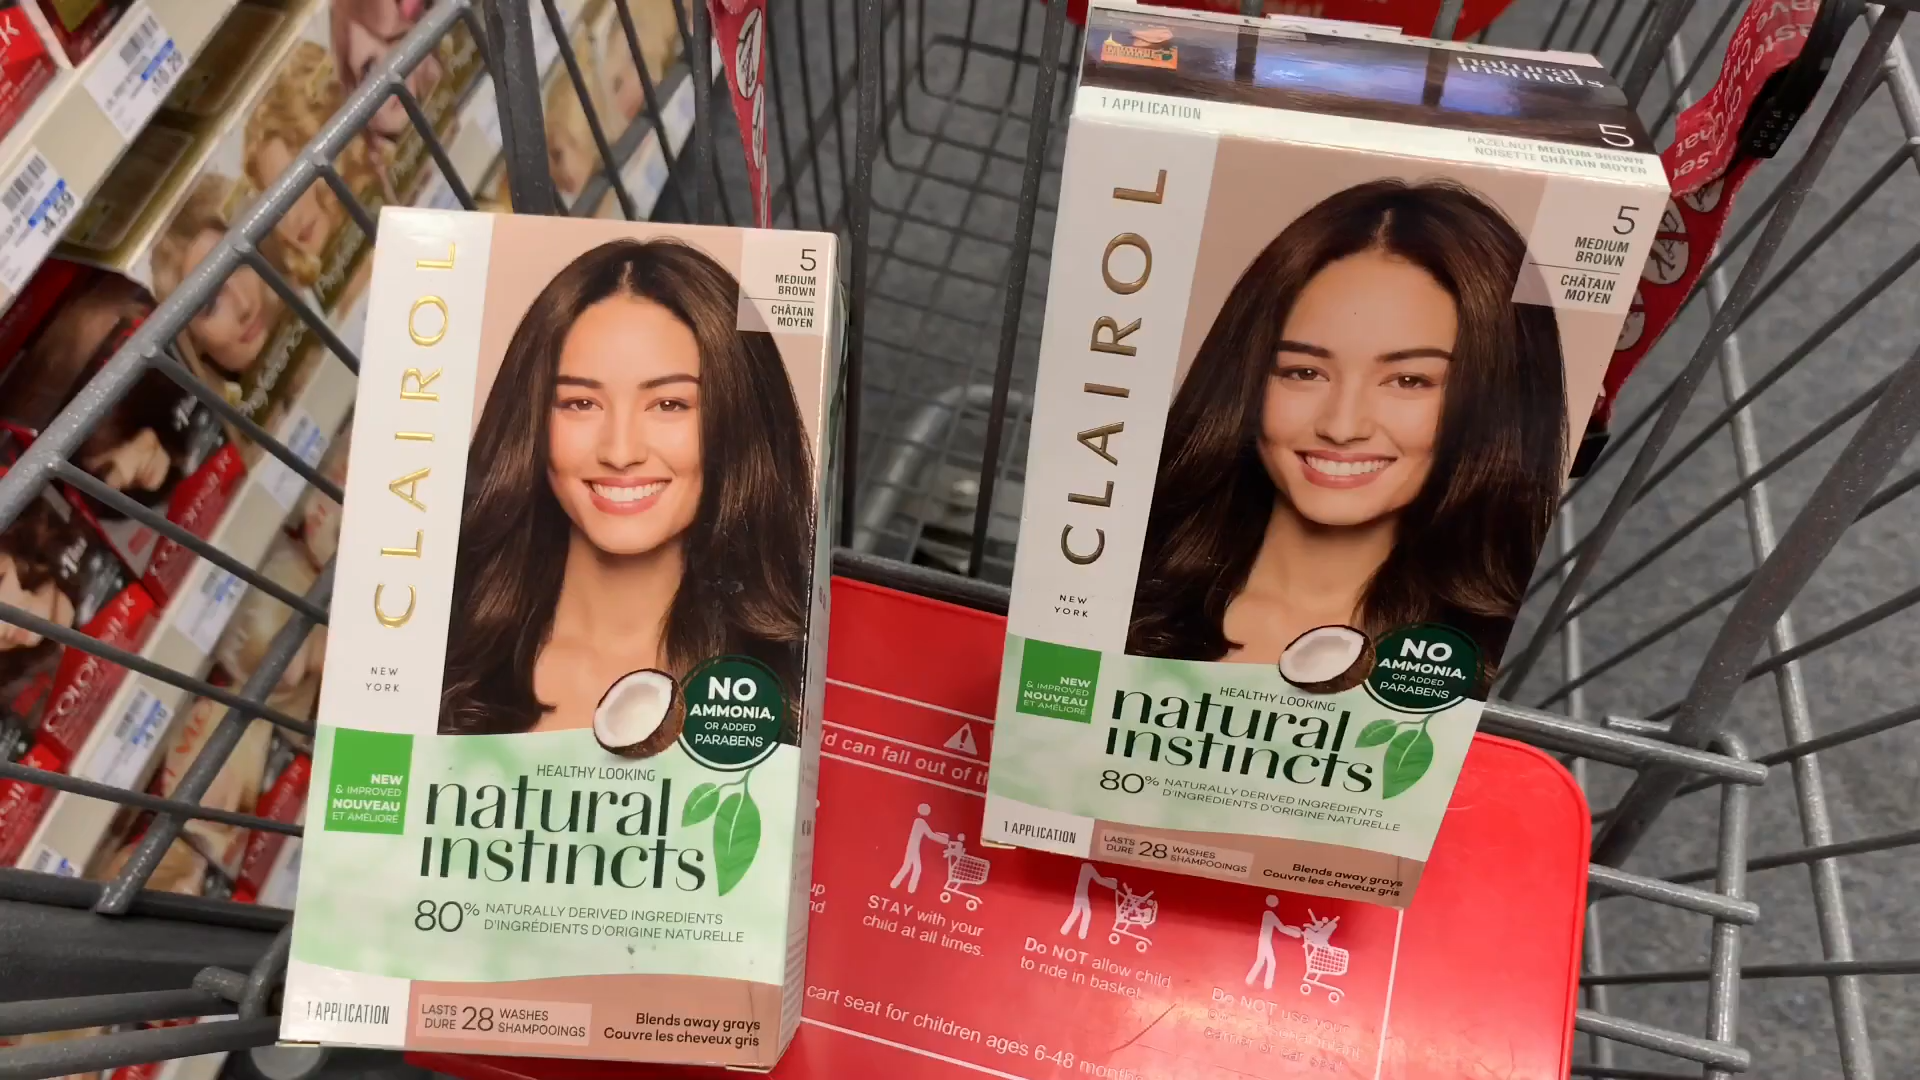 CLAIROL
NEW
YORK
5
MEDIUM
BROWN
CHÂTAIN
MOYEN
NO
AMMONIA,
OR ADDED
PARABENS
NEW
& IMPROVED
NOUVEAU
ET AMÉLIORÉ
HEALTHY LOOKING
natural
instincts
80% NATURALLY DERIVED INGREDIENTS
D'INGRÉDIENTS D'ORIGINE NATURELLE
1 APPLICATION
LASTS
DURE 28 WASHES
SHAMPOOINGS
Blends away grays
Couvre les cheveux gris
natural
instincts
1 APPLICATION
5
HAZELNUT MEDIUM BROWN
NOISETTE CHÂTAIN MOYEN
CLAIROL
NEW
YORK
5
MEDIUM
BROWN
CHÂTAIN
MOYEN
NO
AMMONIA,
OR ADDED
PARABENS
NEW
& IMPROVED
NOUVEAU
ET AMÉLIORÉ
HEALTHY LOOKING
natural
instincts
80% NATURALLY DERIVED INGREDIENTS
D'INGRÉDIENTS D'ORIGINE NATURELLE
1 APPLICATION
LASTS
DURE 28 WASHES
SHAMPOOINGS
Blends away grays
Couvre les cheveux gris
can fall out of
STAY with your
child at all times.
Do NOT allow child
to ride in basket.
Do NOT use your
cart seat for children ages 6-48
4.59